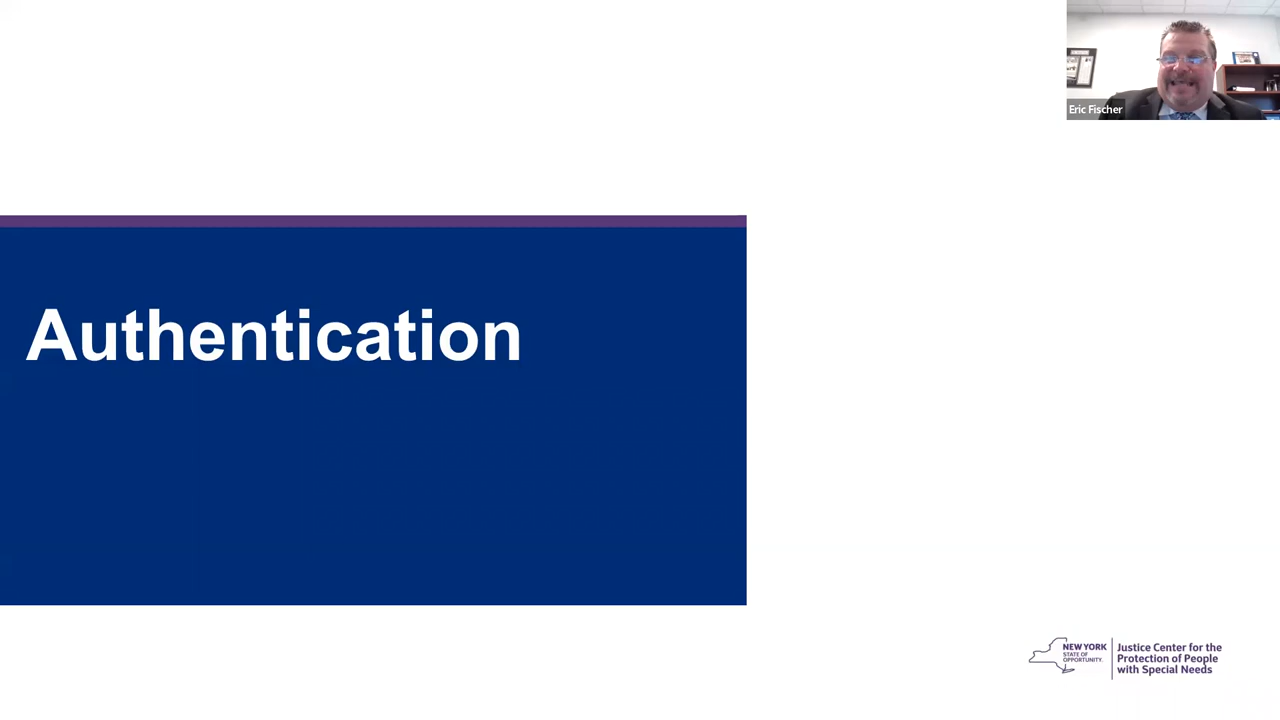 Eric Fischer
Authentication
NEW YORK
STATE OF
OPPORTUNITY.
Justice Center for the
Protection of People
with Special Needs